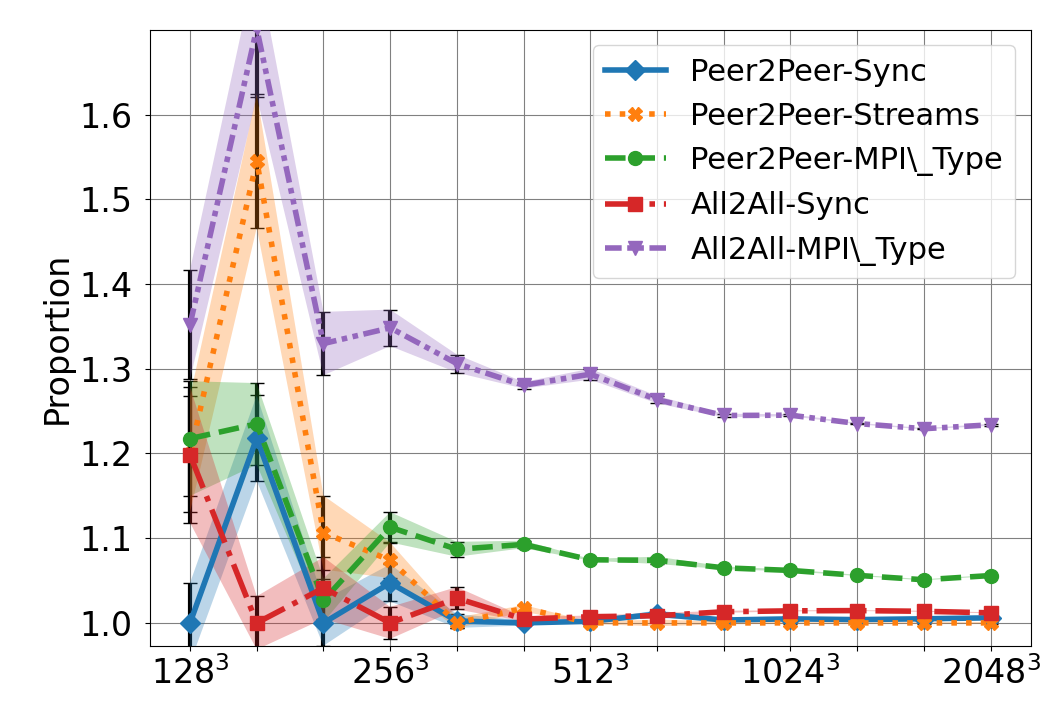 Proportion
1.6
1.5
1.4
1.3
1.2
1.1
1.0
Peer2Peer-Sync
Peer2Peer-Streams
Peer2Peer-MPI\_Type
All2All-Sync
All2All-MPI\_Type
128³ 256³ 512³ 1024³ 2048³